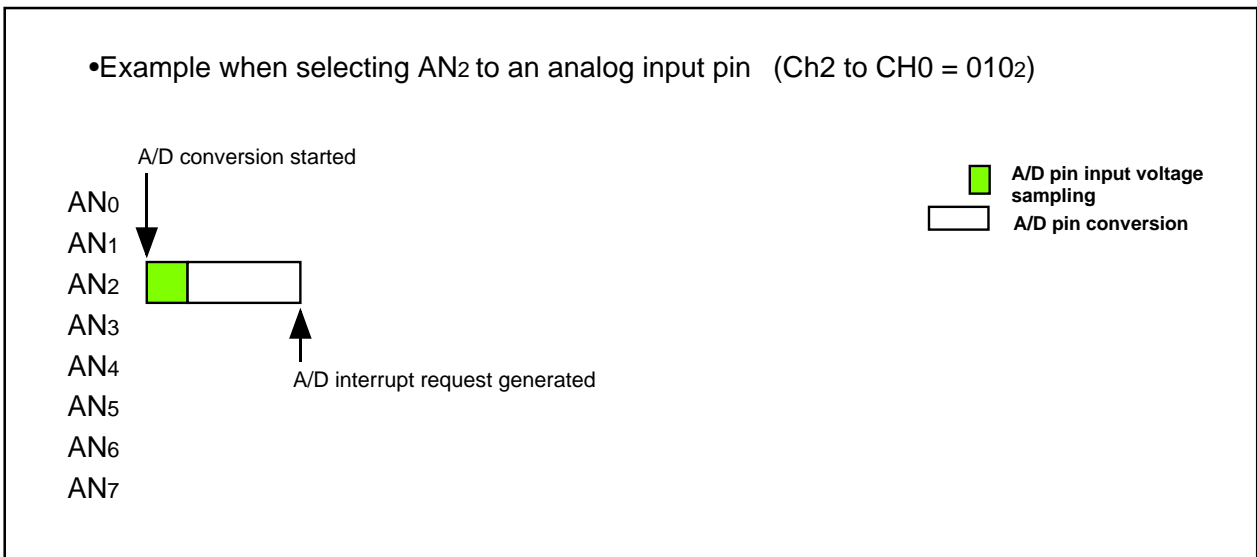 •Example when selecting AN2 to an analog input pin (Ch2 to CH0 = 0102)
A/D conversion started
A/D pin input voltage
sampling
A/D pin conversion
AN0
AN1
AN2
AN3
AN4
AN5
AN6
AN7
A/D interrupt request generated